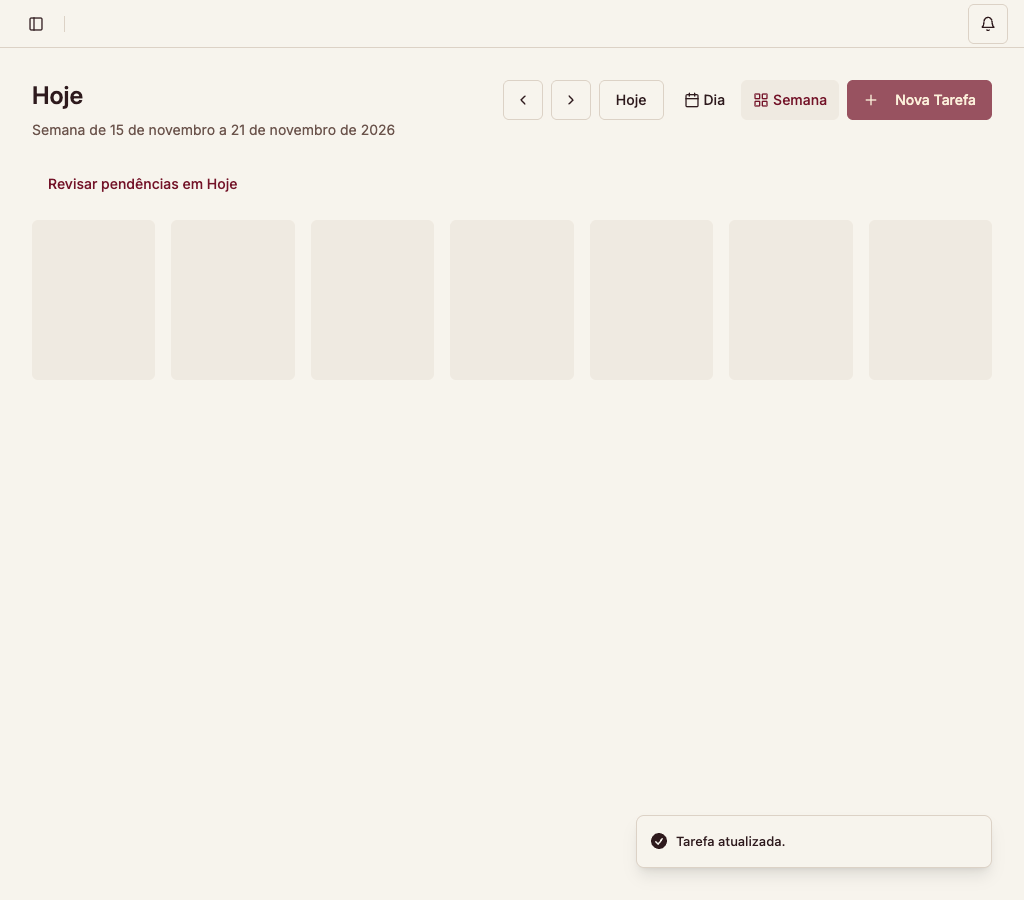 Hoje
Semana de 15 de novembro a 21 de novembro de 2026
Hoje
Dia
Semana
Nova Tarefa
Revisar pendências em Hoje
Tarefa atualizada.